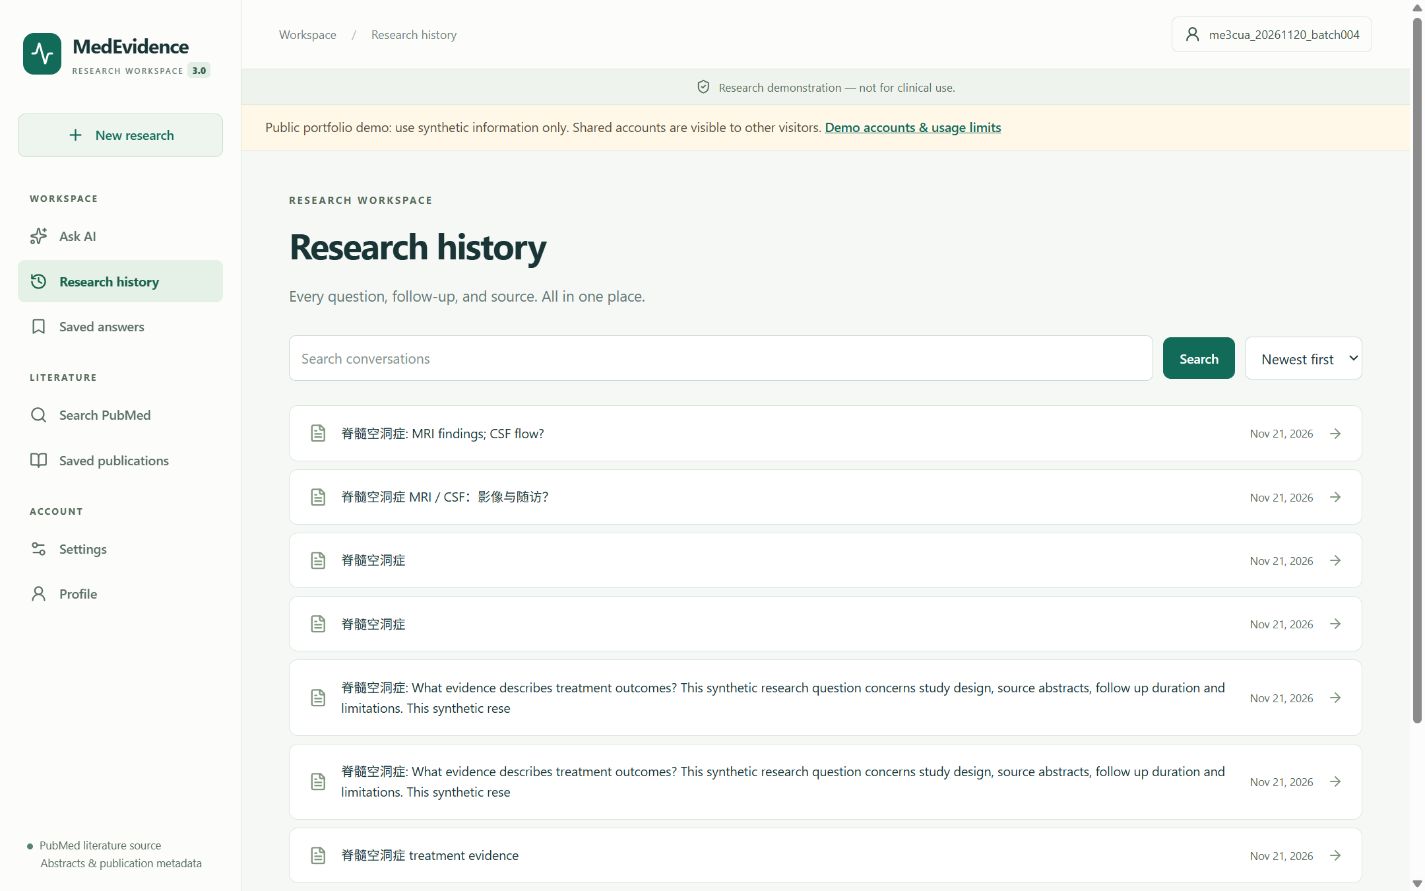 MedEvidence
RESEARCH WORKSPACE 3.0
New research
WORKSPACE
Ask AI
Research history
Saved answers
LITERATURE
Search PubMed
Saved publications
ACCOUNT
Settings
Profile
PubMed literature source
Abstracts & publication metadata
Workspace / Research history
me3cua_20261120_batch004
Research demonstration — not for clinical use.
Public portfolio demo: use synthetic information only. Shared accounts are visible to other visitors. Demo accounts & usage limits
RESEARCH WORKSPACE
Research history
Every question, follow-up, and source. All in one place.
Search conversations
Search
Newest first
脊髓空洞症: MRI findings; CSF flow?
Nov 21, 2026
脊髓空洞症 MRI / CSF：影像与随访？
Nov 21, 2026
脊髓空洞症
Nov 21, 2026
脊髓空洞症
Nov 21, 2026
脊髓空洞症: What evidence describes treatment outcomes? This synthetic research question concerns study design, source abstracts, follow up duration and
limitations. This synthetic rese
Nov 21, 2026
脊髓空洞症: What evidence describes treatment outcomes? This synthetic research question concerns study design, source abstracts, follow up duration and
limitations. This synthetic rese
Nov 21, 2026
脊髓空洞症 treatment evidence
Nov 21, 2026